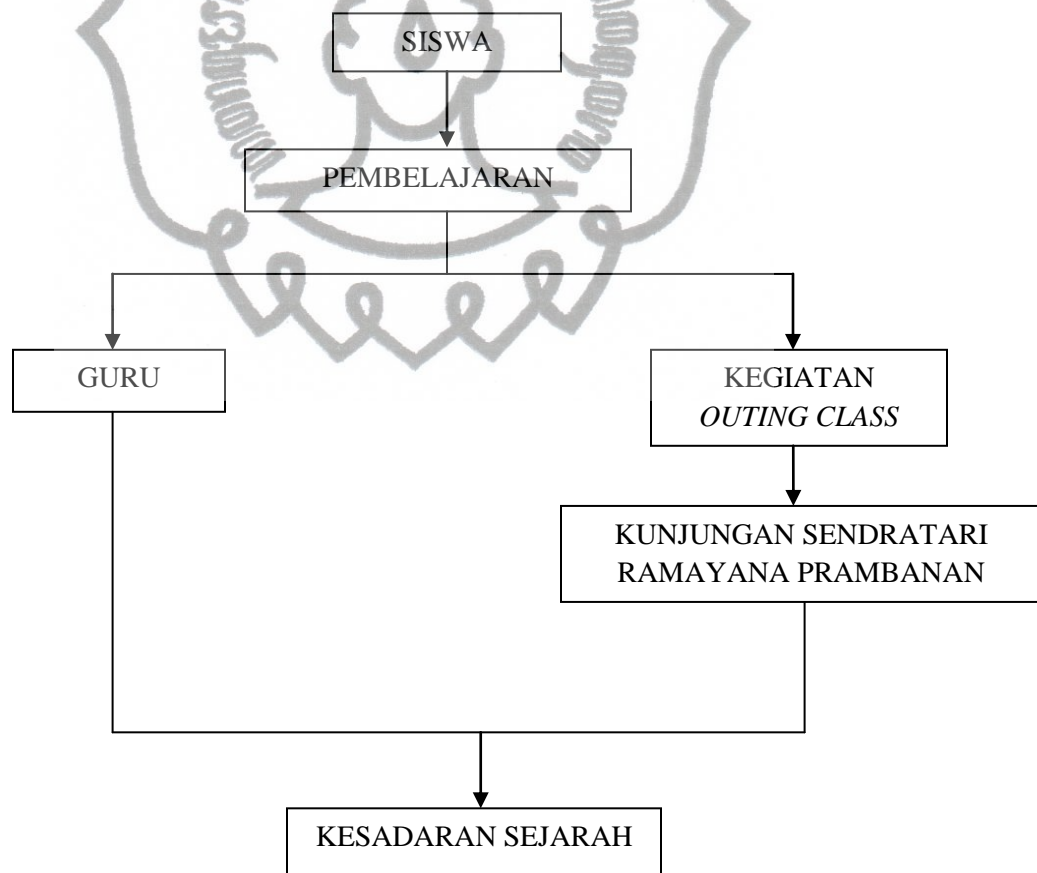 SISWA
PEMBELAJARAN
GURU
KEGIATAN
OUTING CLASS
KUNJUNGAN SENDRATARI
RAMAYANA PRAMBANAN
KESADARAN SEJARAH